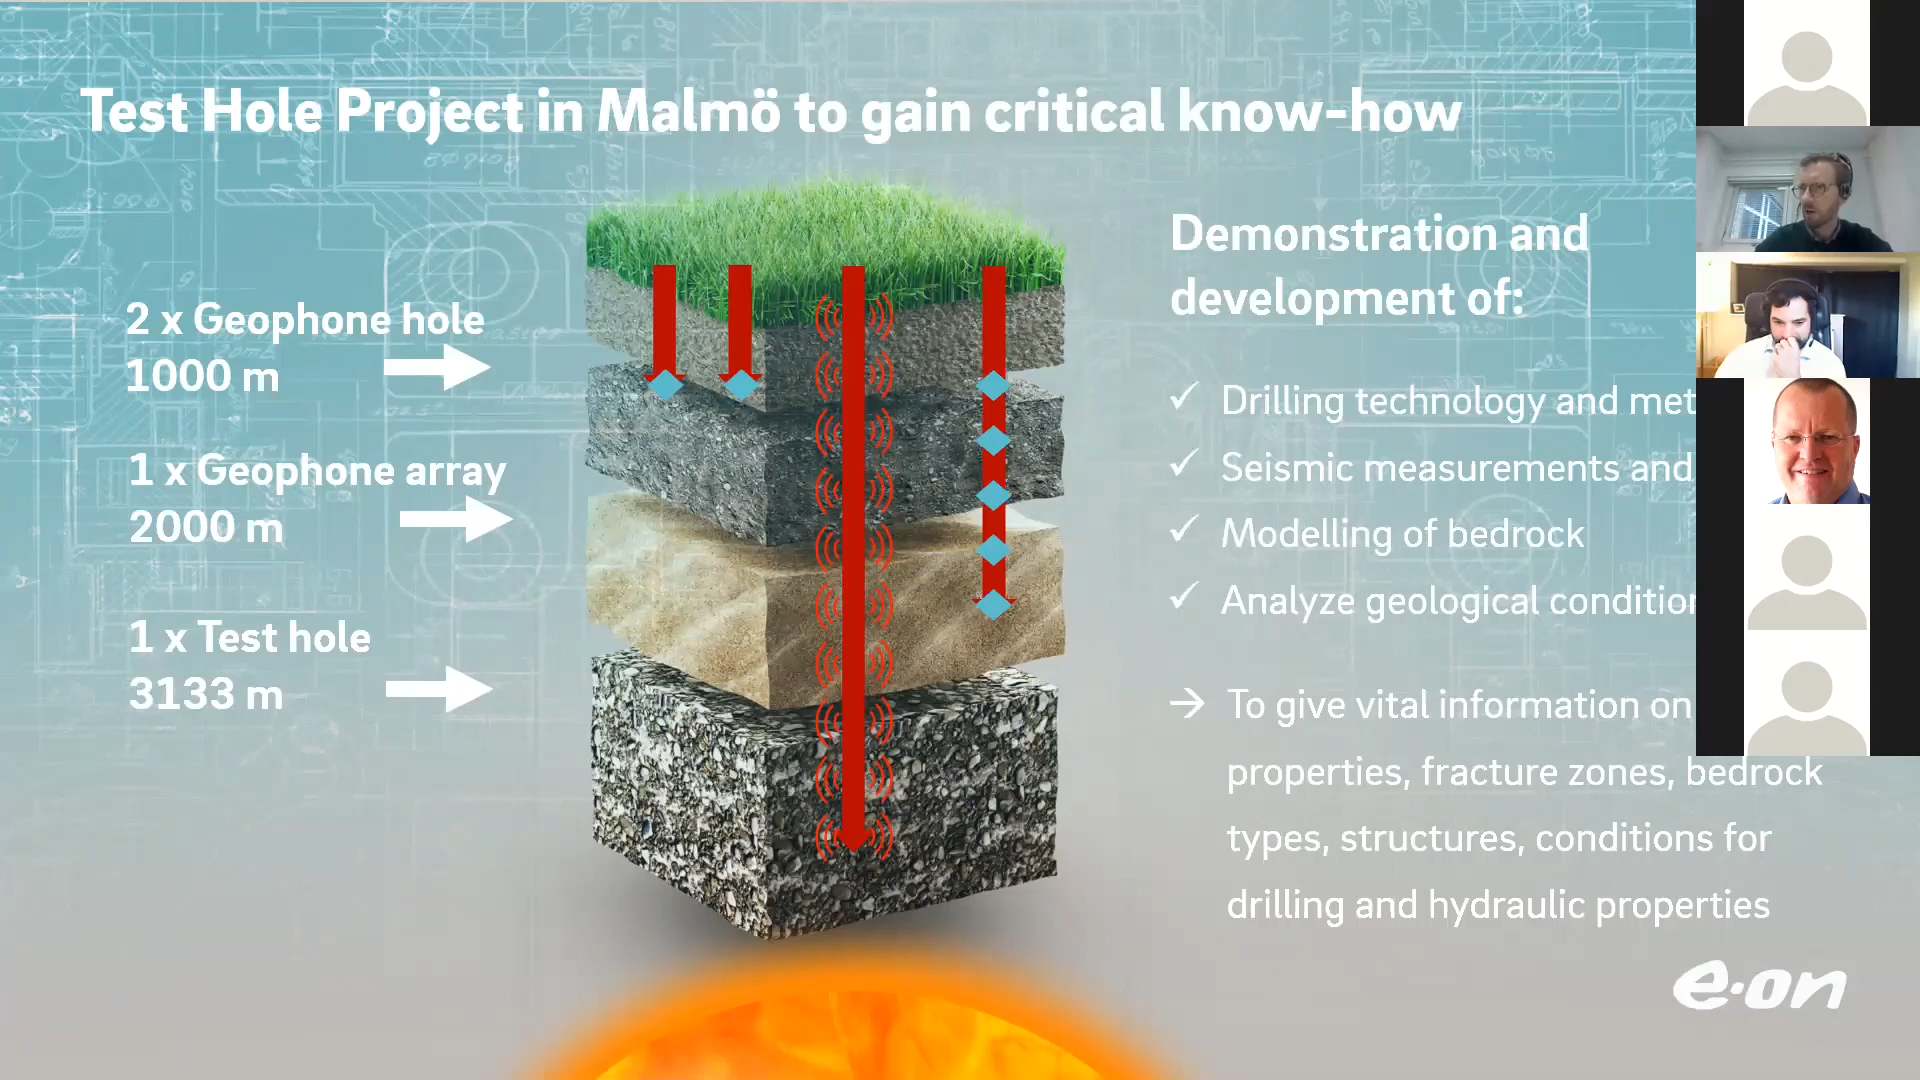 Test Hole Project in Malmö to gain critical know-how
2 x Geophone hole
1000 m
1 x Geophone array
2000 m
1 x Test hole
3133 m
Demonstration and
development of:
✓ Drilling technology and met
✓ Seismic measurements and
✓ Modelling of bedrock
✓ Analyze geological condition
→ To give vital information on
properties, fracture zones, bedrock
types, structures, conditions for
drilling and hydraulic properties
e·on